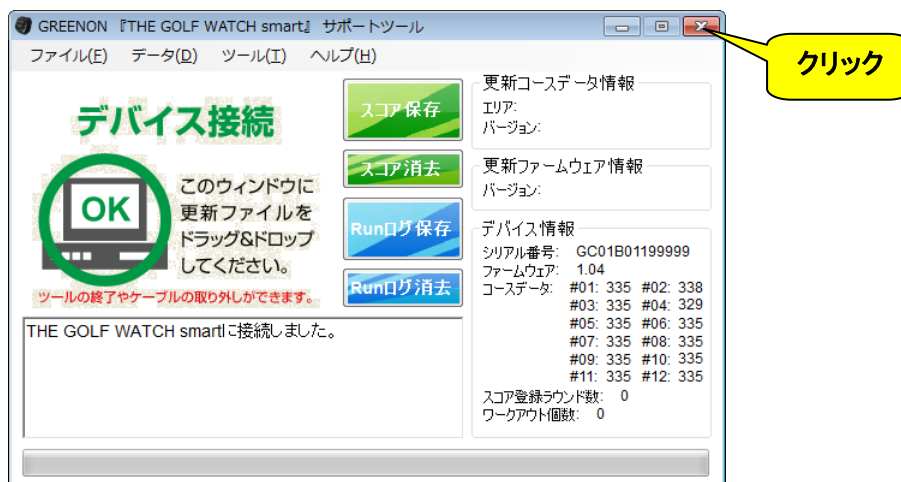 GREENON 『THE GOLF WATCH smart』 サポートツール
ファイル(F) データ(D) ツール(T) ヘルプ(H)
クリック
デバイス接続
OK
このウィンドウに
更新ファイルを
ドラッグ&ドロップ
してください。
ツールの終了やケーブルの取り外しができます。
スコア保存
スコア消去
Runログ保存
Runログ消去
更新コースデータ情報
エリア:
バージョン:
更新ファームウェア情報
バージョン:
デバイス情報
シリアル番号: GC01B01199999
ファームウェア: 1.04
コースデータ: #01: 335 #02: 338
#03: 335 #04: 329
#05: 335 #06: 335
#07: 335 #08: 335
#09: 335 #10: 335
#11: 335 #12: 335
スコア登録ラウンド数: 0
ワークアウト個数: 0
THE GOLF WATCH smartに接続しました。